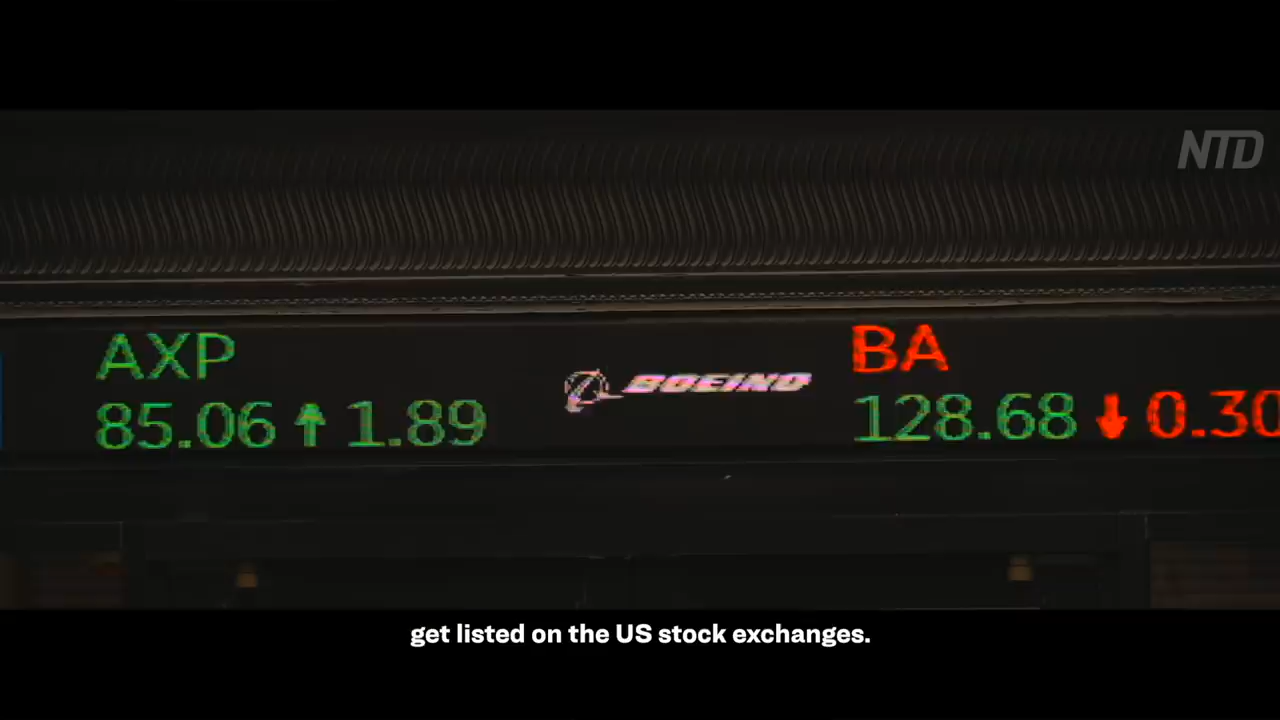 NTD
AXP
85.06 ↑ 1.89
BOEING
BA
128.68 ↓ 0.30
get listed on the US stock exchanges.